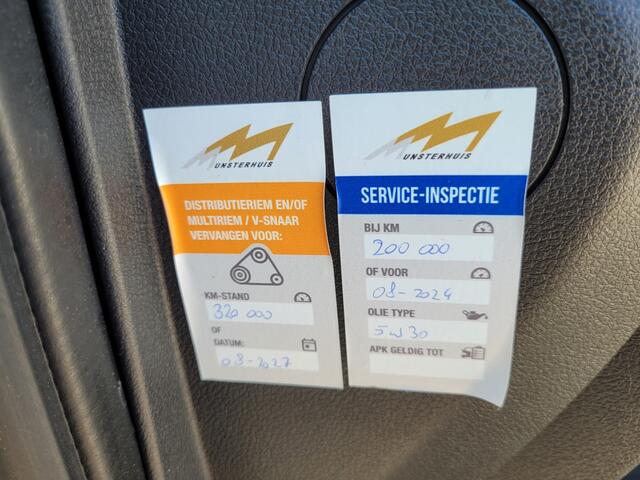 MUNSTERHUIS
DISTRIBUTIERIEM EN/OF
MULTIRIEM / V-SNAAR
VERVANGEN VOOR:
KM-STAND
320 000
OF
DATUM:
08-2027
MUNSTERHUIS
SERVICE-INSPECTIE
BIJ KM
200 000
OF VOOR
08-2024
OLIE TYPE
5W30
APK GELDIG TOT